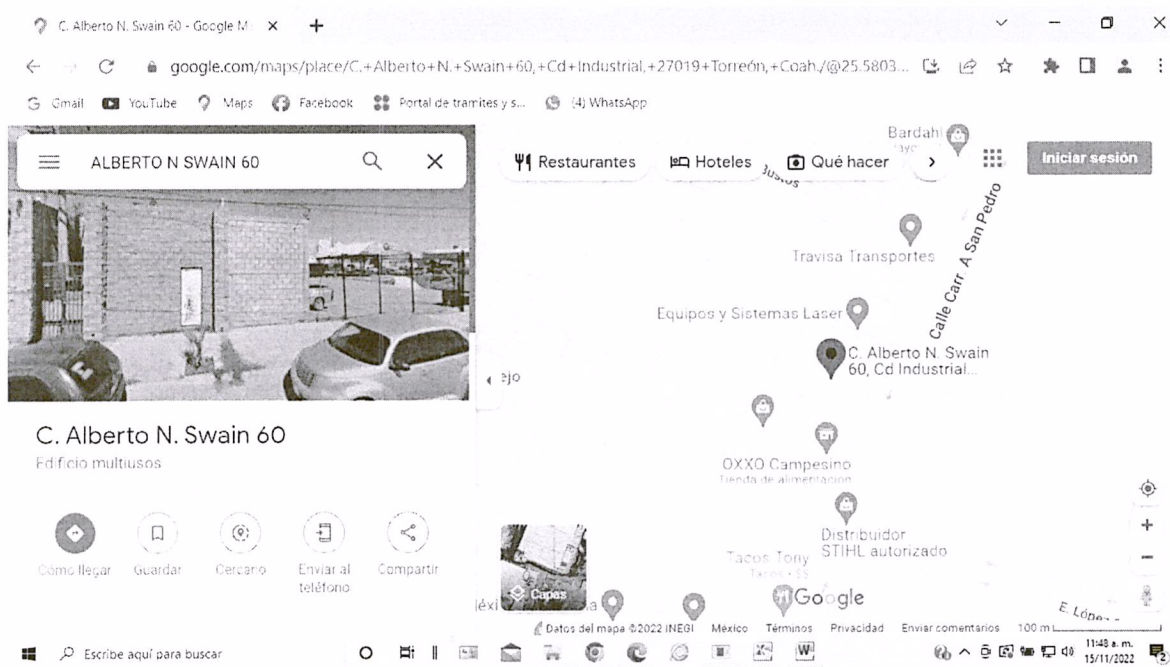 C. Alberto N. Swain 60 - Google M
google.com/maps/place/C.+Alberto+N.+Swain+60,+Cd+Industrial,+27019+Torreón,+Coah./@25.5803...
Gmail YouTube Maps Facebook Portal de tramites y s... (4) WhatsApp
ALBERTO N SWAIN 60
Restaurantes Hoteles Qué hacer
Iniciar sesión
Bardahl
Travisa Transportes
Calle Carr A San Pedro
Equipos y Sistemas Laser
C. Alberto N. Swain
60, Cd Industrial...
ejo
C. Alberto N. Swain 60
Edificio multiusos
OXXO Campesino
Tienda de alimentación
Distribuidor
STIHL autorizado
Tacos Tony
Tacos • $$
Cómo llegar Guardar Cercano Enviar al
teléfono Compartir
Capas
Google
Datos del mapa ©2022 INEGI México Términos Privacidad Enviar comentarios 100 m
Escribe aquí para buscar
11:48 a. m.
15/11/2022